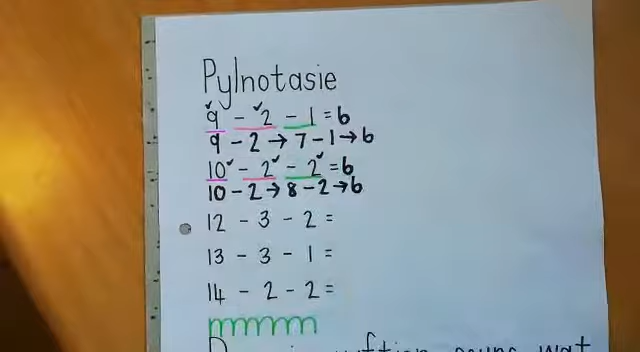 Pylnotasie
9 - 2 - 1 = 6
9 - 2 → 7 - 1 → 6
10 - 2 - 2 = 6
10 - 2 → 8 - 2 → 6
12 - 3 - 2 =
13 - 3 - 1 =
14 - 2 - 2 =